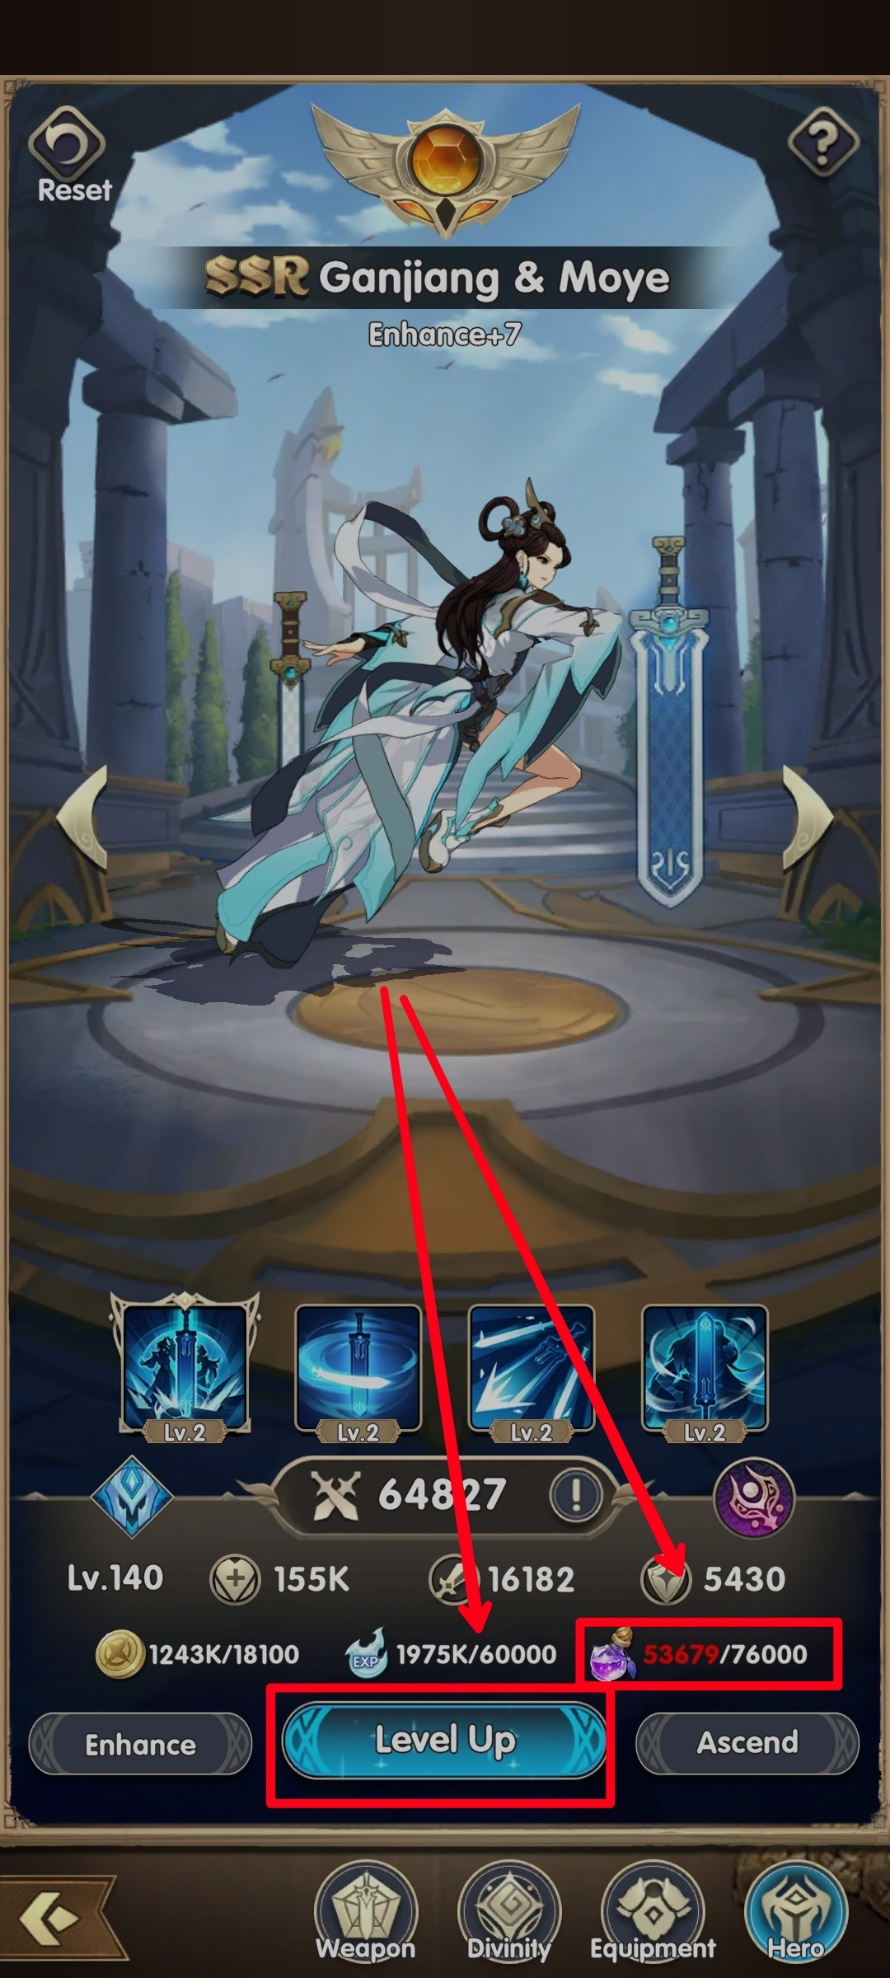 Reset
SSR Ganjiang & Moye
Enhance+7
Lv.2 Lv.2 Lv.2 Lv.2
64827
Lv.140 155K 16182 5430
1243K/18100 EXP 1975K/60000 53679/76000
Enhance Level Up Ascend
Weapon Divinity Equipment Hero